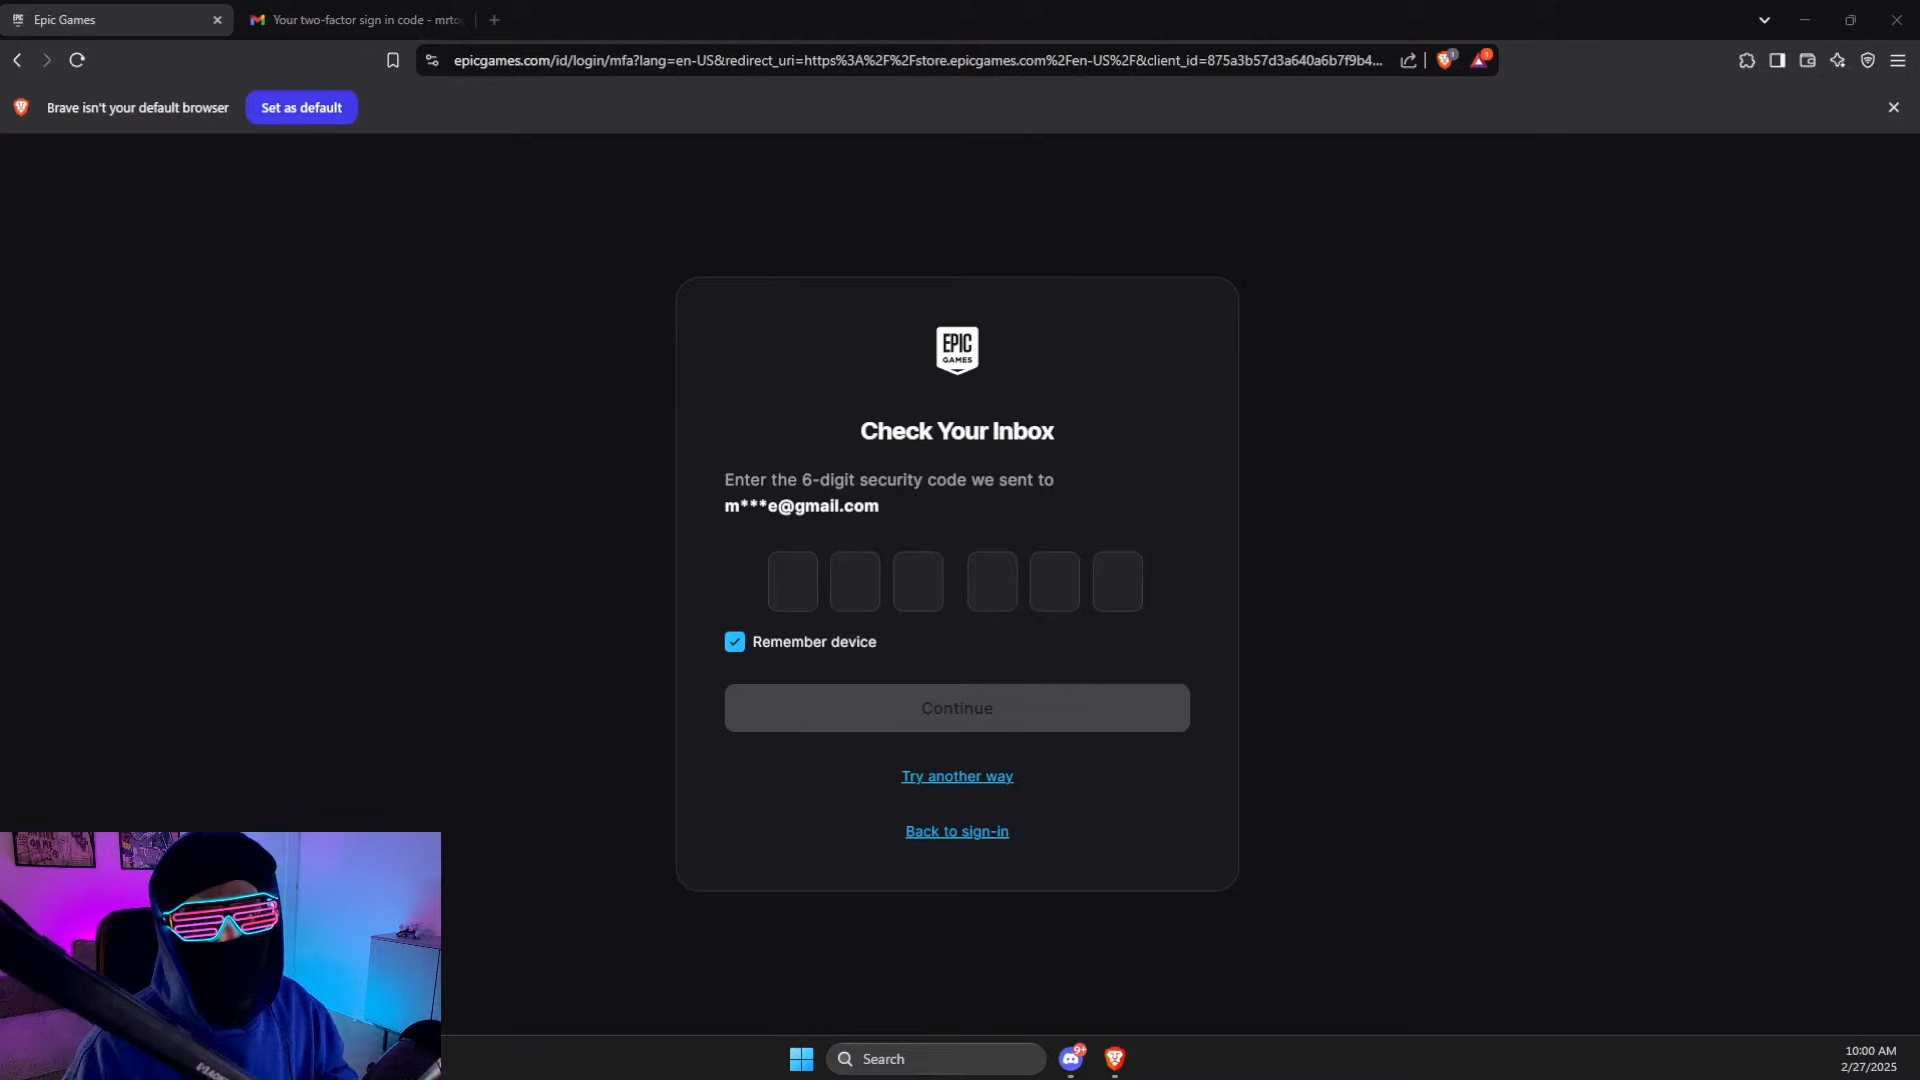 Epic Games
Your two-factor sign in code - mrto
epicgames.com/id/login/mfa?lang=en-US&redirect_uri=https%3A%2F%2Fstore.epicgames.com%2Fen-US%2F&client_id=875a3b57d3a640a6b7f9b4...
1
1
Brave isn't your default browser
Set as default
EPIC
GAMES
Check Your Inbox
Enter the 6-digit security code we sent to
m***e@gmail.com
Remember device
Continue
Try another way
Back to sign-in
Search
9+
10:00 AM
2/27/2025